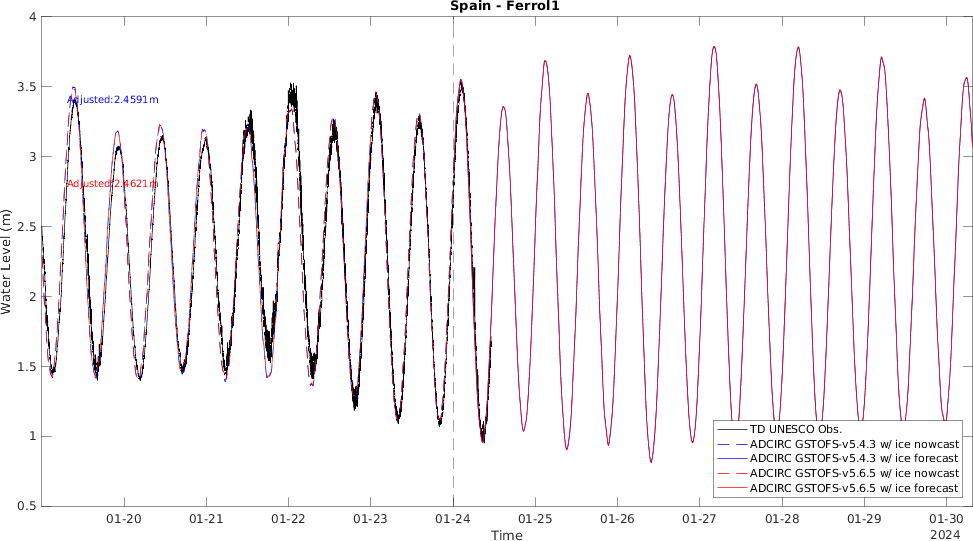 Spain - Ferrol1
4
3.5
3
2.5
2
1.5
1
0.5
Water Level (m)
Adjusted:2.4591m
Adjusted:2.4621m
TD UNESCO Obs.
ADCIRC GSTOFS-v5.4.3 w/ ice nowcast
ADCIRC GSTOFS-v5.4.3 w/ ice forecast
ADCIRC GSTOFS-v5.6.5 w/ ice nowcast
ADCIRC GSTOFS-v5.6.5 w/ ice forecast
01-20 01-21 01-22 01-23 01-24 01-25 01-26 01-27 01-28 01-29 01-30
Time 2024